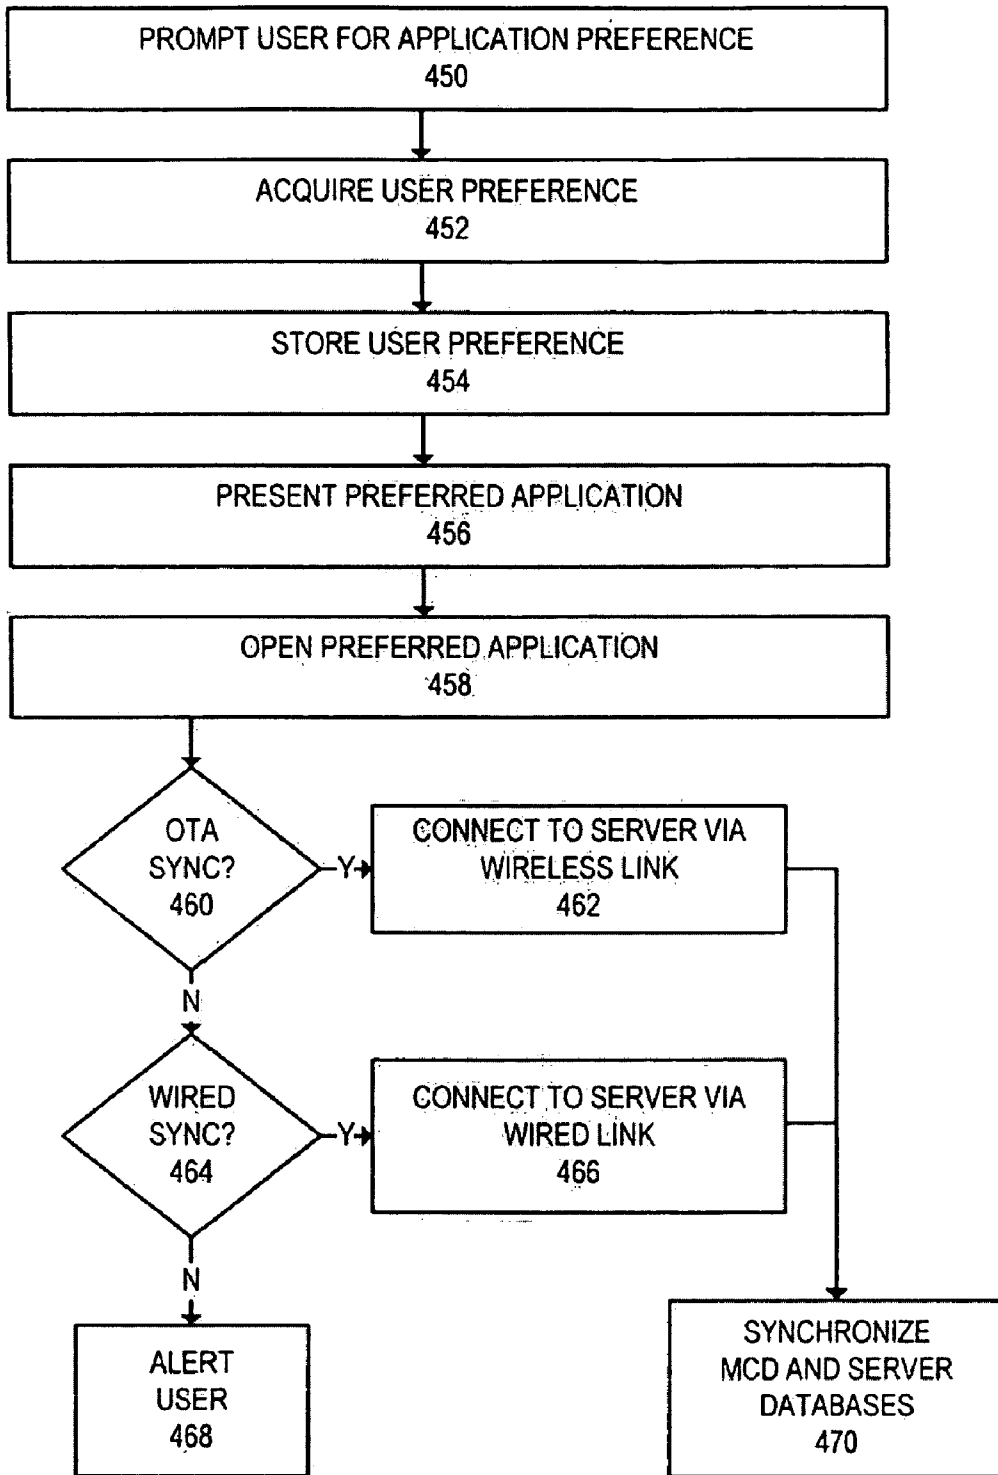 PROMPT USER FOR APPLICATION PREFERENCE
450
ACQUIRE USER PREFERENCE
452
STORE USER PREFERENCE
454
PRESENT PREFERRED APPLICATION
456
OPEN PREFERRED APPLICATION
458
OTA
SYNC?
460
Y
CONNECT TO SERVER VIA
WIRELESS LINK
462
N
WIRED
SYNC?
464
Y
CONNECT TO SERVER VIA
WIRED LINK
466
N
ALERT
USER
468
SYNCHRONIZE
MCD AND SERVER
DATABASES
470